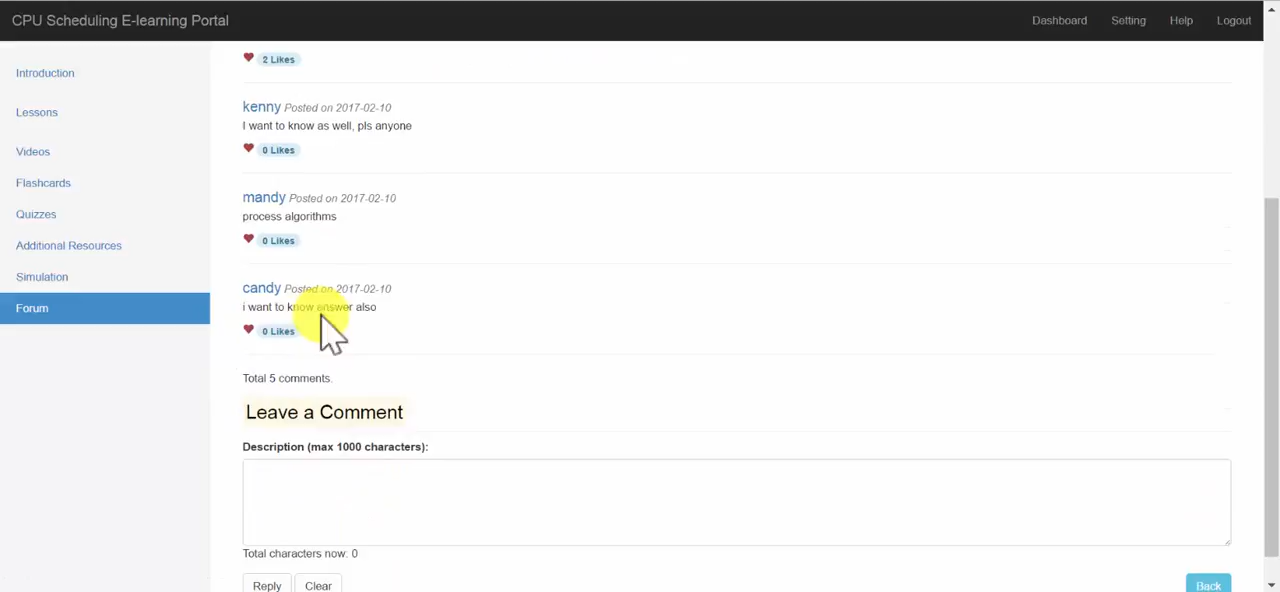 CPU Scheduling E-learning Portal
Dashboard Setting Help Logout
Introduction
Lessons
Videos
Flashcards
Quizzes
Additional Resources
Simulation
Forum
2 Likes
kenny Posted on 2017-02-10
I want to know as well, pls anyone
0 Likes
mandy Posted on 2017-02-10
process algorithms
0 Likes
candy Posted on 2017-02-10
i want to know answer also
0 Likes
Total 5 comments.
Leave a Comment
Description (max 1000 characters):
Total characters now: 0
Reply Clear Back